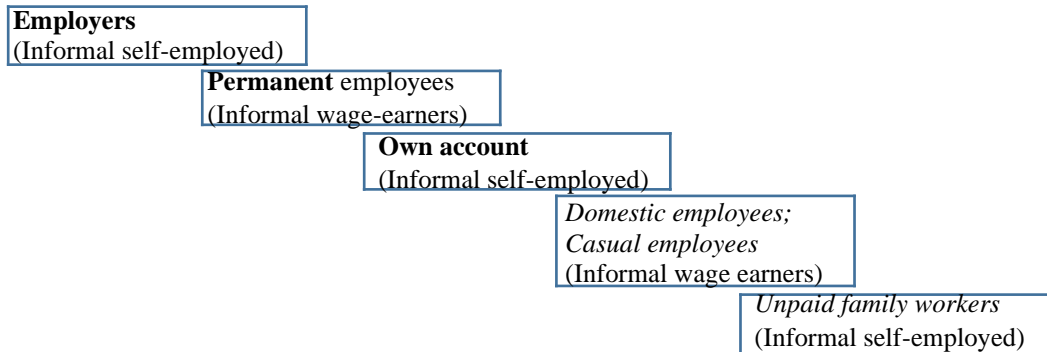 Employers
(Informal self-employed)
Permanent employees
(Informal wage-earners)
Own account
(Informal self-employed)
Domestic employees;
Casual employees
(Informal wage earners)
Unpaid family workers
(Informal self-employed)